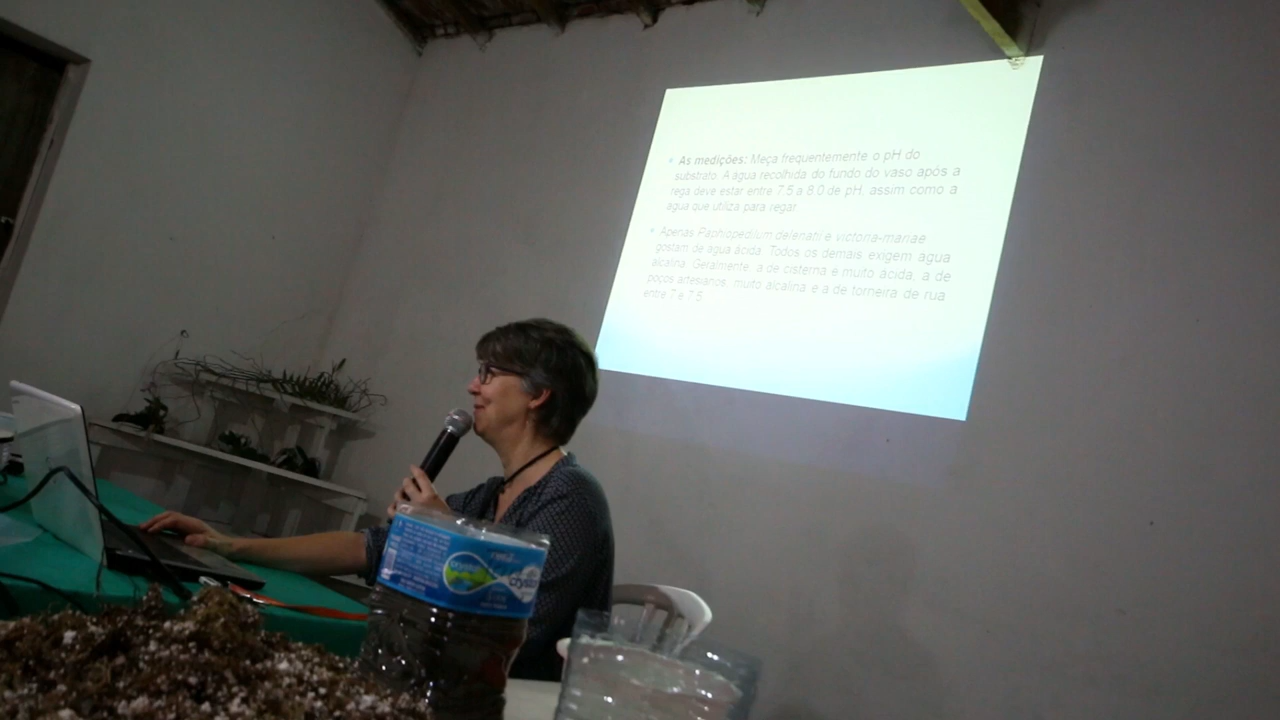 As medições: Meça frequentemente o pH do
substrato. A água recolhida do fundo do vaso após a
rega deve estar entre 7.5 a 8.0 de pH, assim como a
água que utiliza para regar.
Apenas Paphiopedilum delenatii e victoria-mariae
gostam de água ácida. Todos os demais exigem água
alcalina. Geralmente, a de cisterna é muito ácida, a de
poços artesianos, muito alcalina e a de torneira de rua
entre 7 e 7.5
crystal